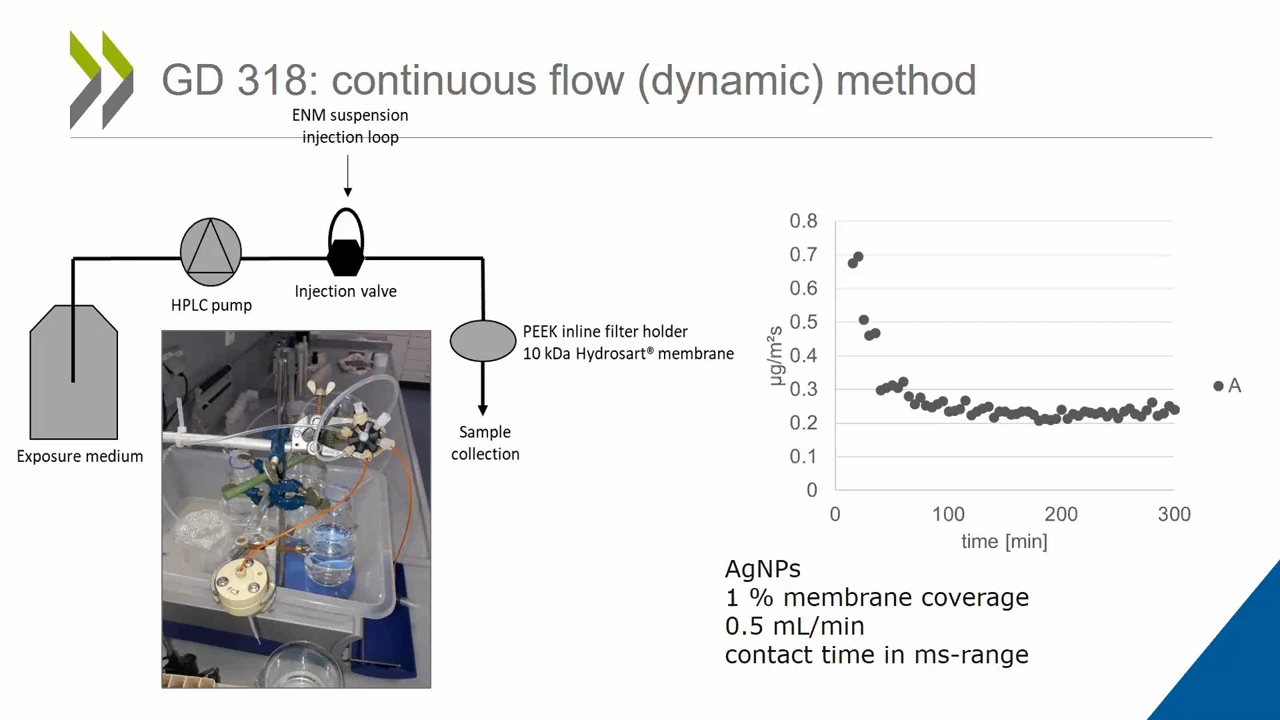 GD 318: continuous flow (dynamic) method
ENM suspension
injection loop
HPLC pump
Injection valve
PEEK inline filter holder
10 kDa Hydrosart® membrane
Exposure medium
Sample
collection
0.8
0.7
0.6
0.5
0.4
0.3
0.2
0.1
0
µg/m²s
0 100 200 300
time [min]
A
AgNPs
1 % membrane coverage
0.5 mL/min
contact time in ms-range